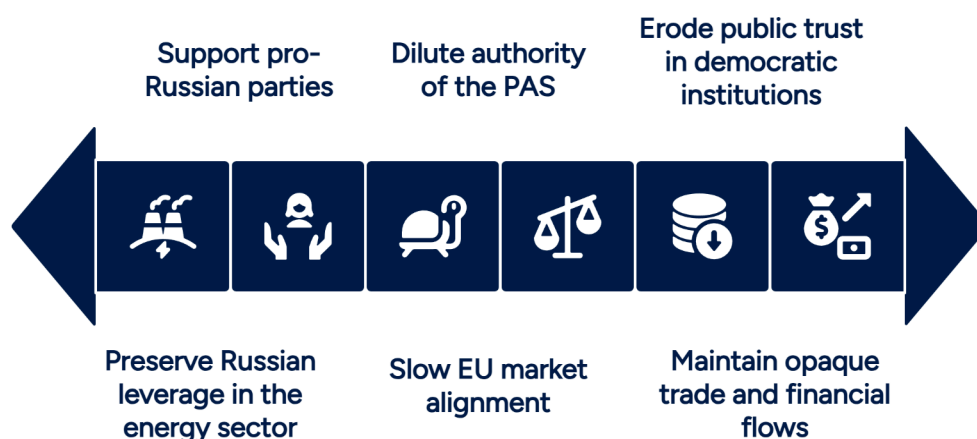 Support pro-
Russian parties
Dilute authority
of the PAS
Erode public trust
in democratic
institutions
$
Preserve Russian
leverage in the
energy sector
Slow EU market
alignment
Maintain opaque
trade and financial
flows